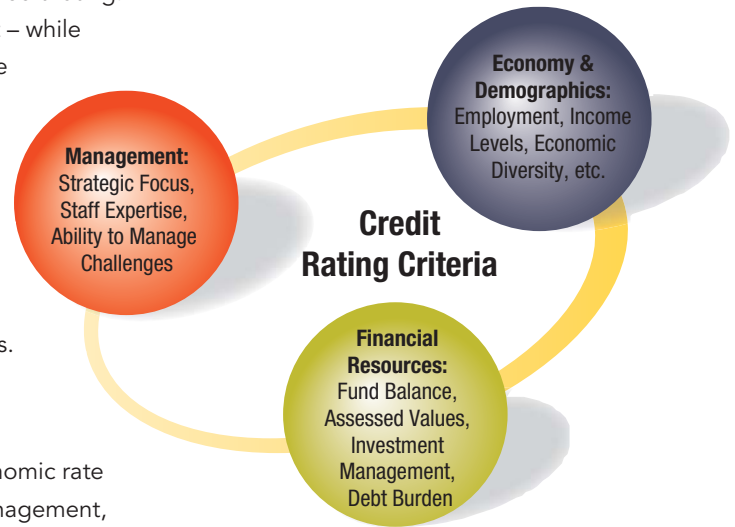 – while
Economy &
Demographics:
Employment, Income
Levels, Economic
Diversity, etc.
Management:
Strategic Focus,
Staff Expertise,
Ability to Manage
Challenges
Credit
Rating Criteria
Financial
Resources:
Fund Balance,
Assessed Values,
Investment
Management,
Debt Burden
s.
nomic rate
nagement,